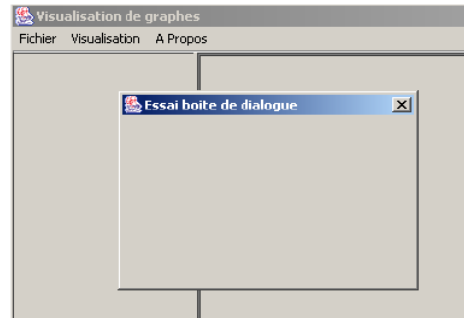 Visualisation de graphes
Fichier Visualisation A Propos
Essai boite de dialogue